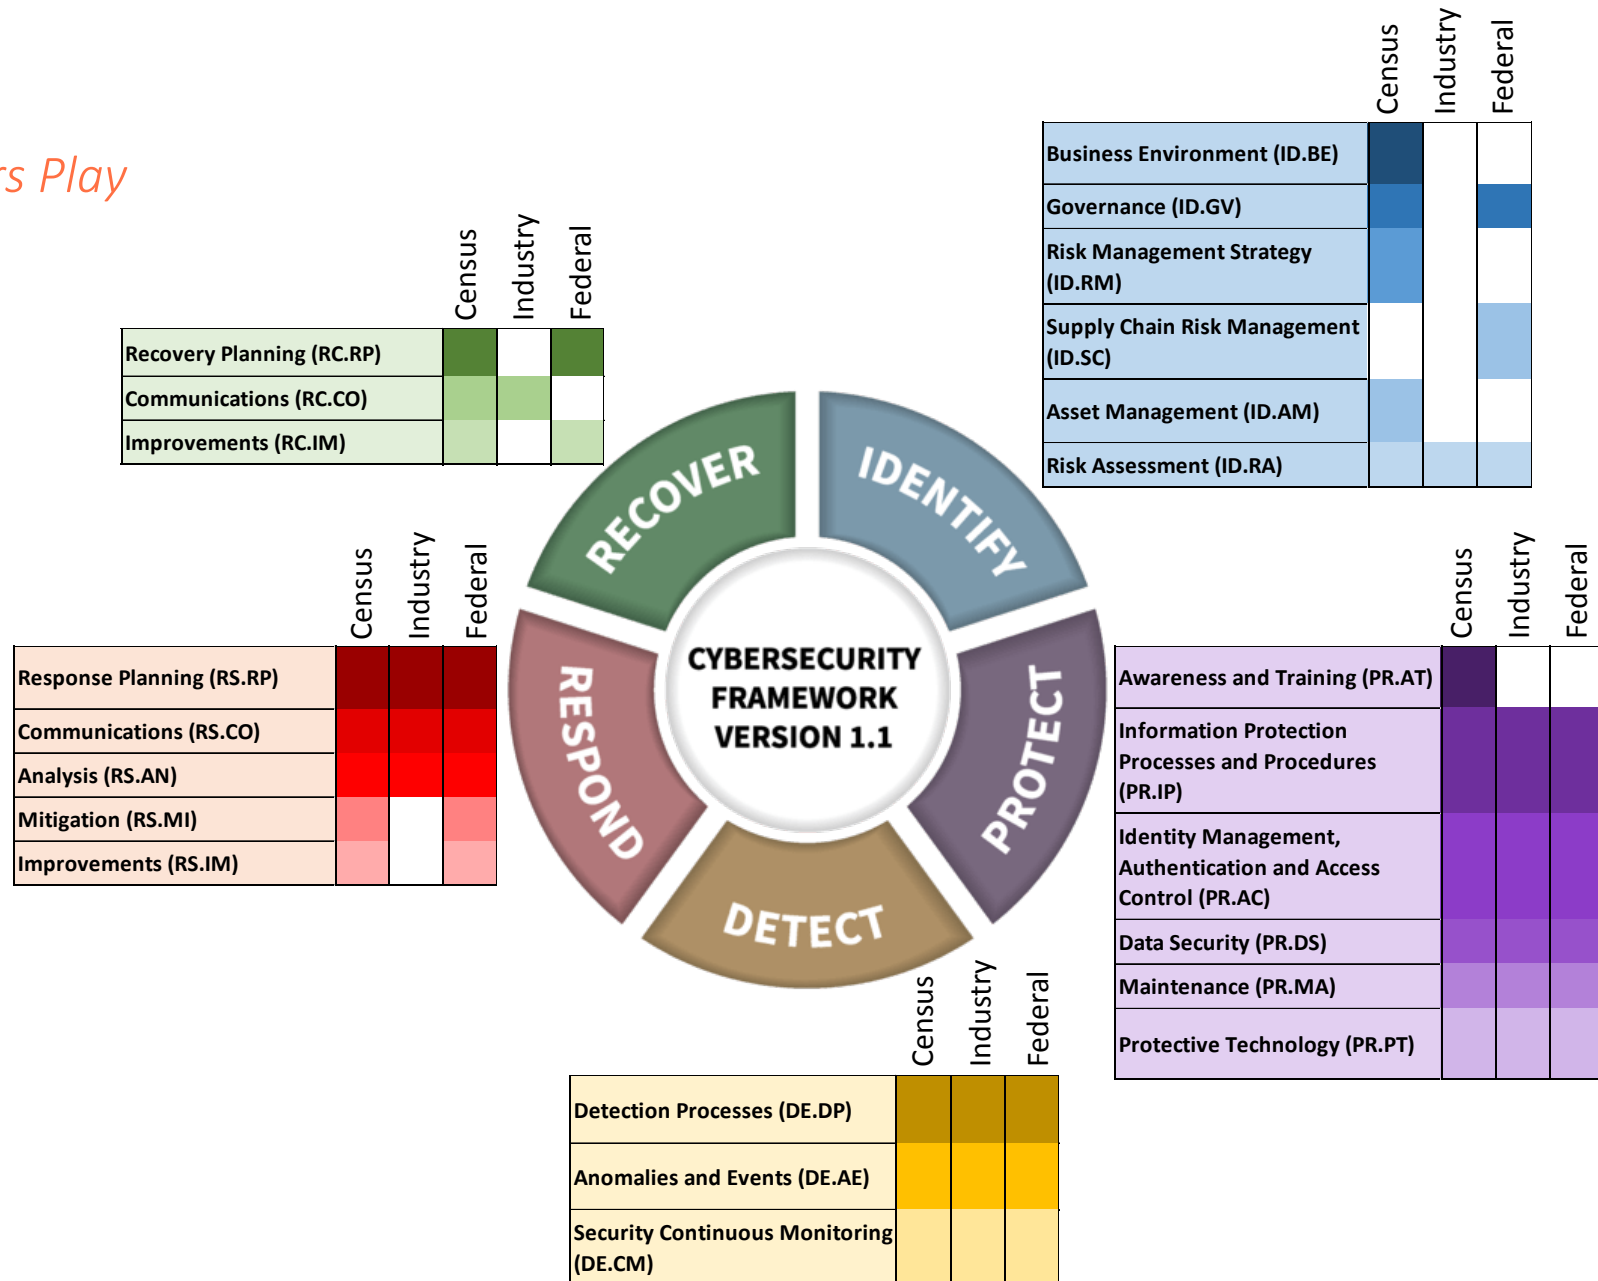 rs Play
Census
Industry
Federal
Business Environment (ID.BE)
Governance (ID.GV)
Risk Management Strategy
(ID.RM)
Supply Chain Risk Management
(ID.SC)
Asset Management (ID.AM)
Risk Assessment (ID.RA)
Census
Industry
Federal
Recovery Planning (RC.RP)
Communications (RC.CO)
Improvements (RC.IM)
RECOVER
IDENTIFY
PROTECT
DETECT
RESPOND
CYBERSECURITY
FRAMEWORK
VERSION 1.1
Census
Industry
Federal
Response Planning (RS.RP)
Communications (RS.CO)
Analysis (RS.AN)
Mitigation (RS.MI)
Improvements (RS.IM)
Census
Industry
Federal
Awareness and Training (PR.AT)
Information Protection
Processes and Procedures
(PR.IP)
Identity Management,
Authentication and Access
Control (PR.AC)
Data Security (PR.DS)
Maintenance (PR.MA)
Protective Technology (PR.PT)
Census
Industry
Federal
Detection Processes (DE.DP)
Anomalies and Events (DE.AE)
Security Continuous Monitoring
(DE.CM)